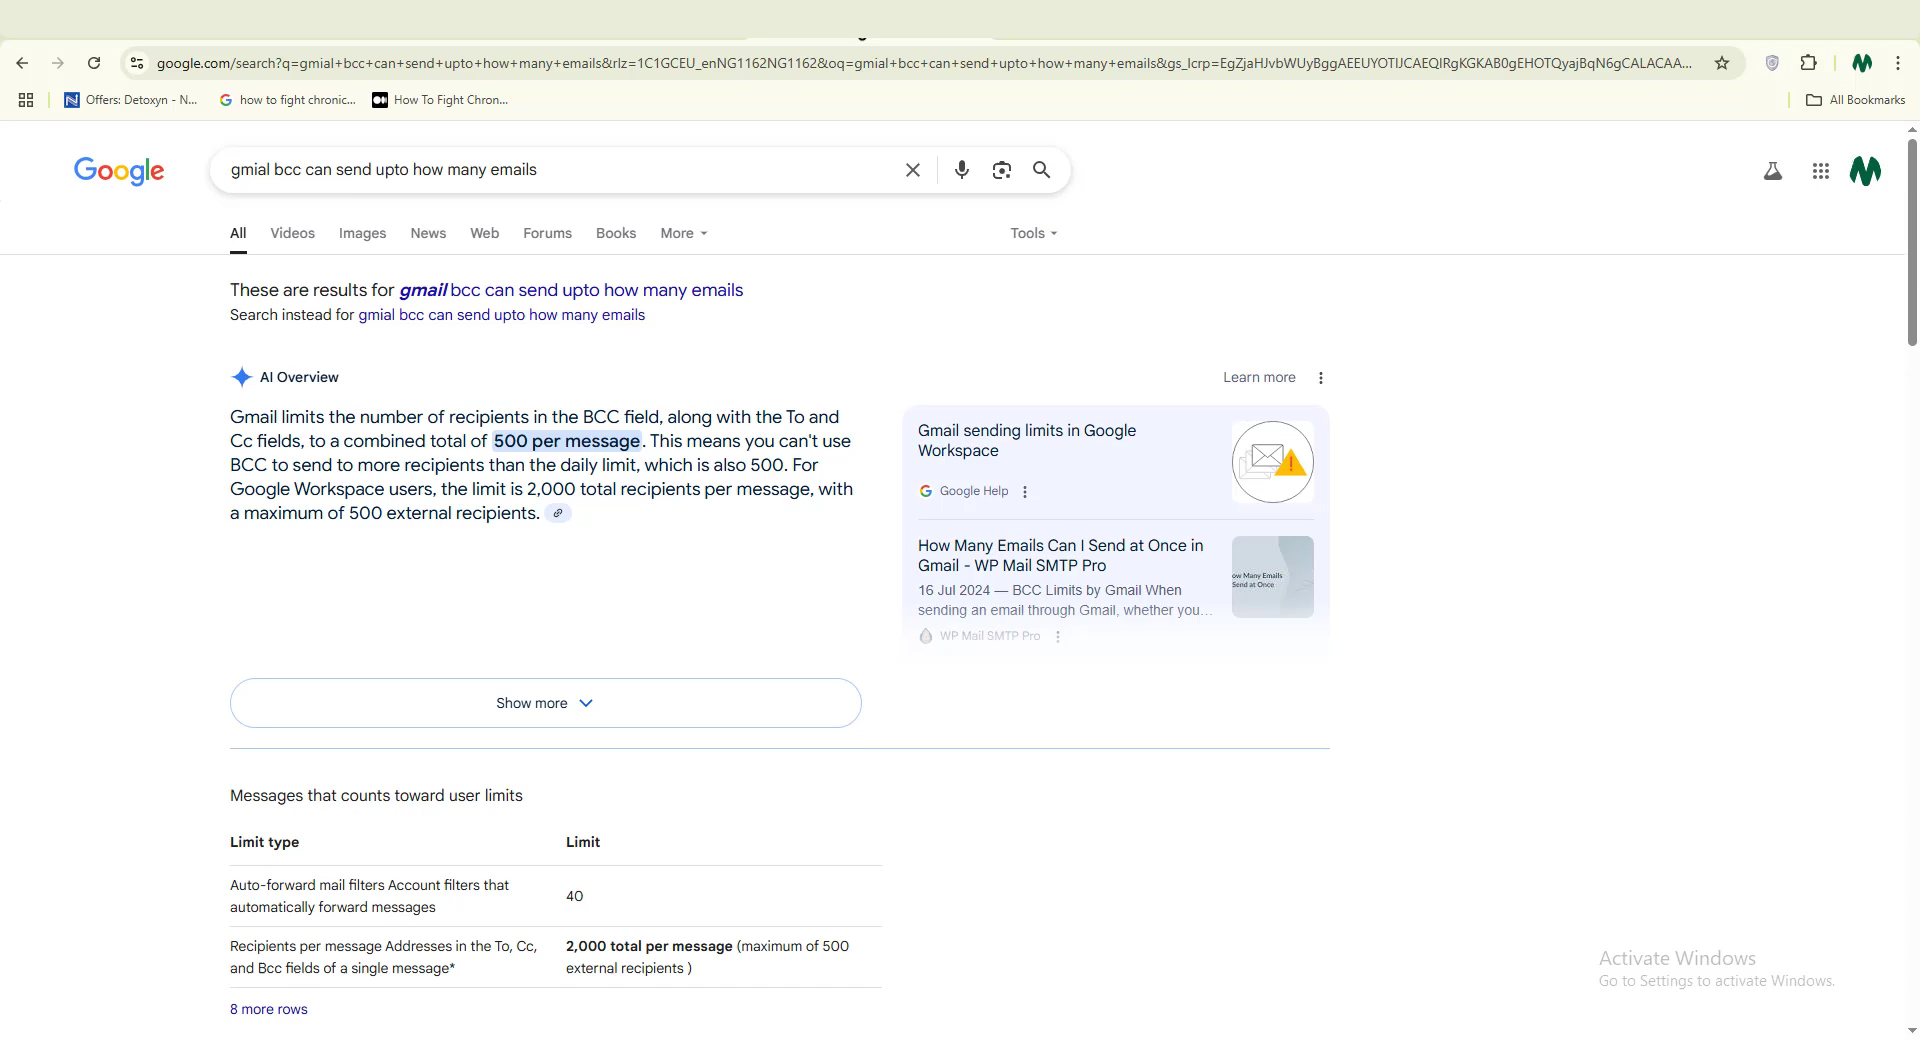 google.com/search?q=gmial+bcc+can+send+upto+how+many+emails&rlz=1C1GCEU_enNG1162NG1162&oq=gmial+bcc+can+send+upto+how+many+emails&gs_lcrp=EgZjaHJvbWUyBggAEEUYOTIJCAEQIRgKGKAB0gEHOTQyajBqN6gCALACAA...
Offers: Detoxyn - N... how to fight chronic... How To Fight Chron... All Bookmarks
Google gmial bcc can send upto how many emails
All Videos Images News Web Forums Books More Tools
These are results for gmail bcc can send upto how many emails
Search instead for gmial bcc can send upto how many emails
AI Overview
Learn more
Gmail limits the number of recipients in the BCC field, along with the To and
Cc fields, to a combined total of 500 per message. This means you can't use
BCC to send to more recipients than the daily limit, which is also 500. For
Google Workspace users, the limit is 2,000 total recipients per message, with
a maximum of 500 external recipients.
Gmail sending limits in Google
Workspace
Google Help
How Many Emails Can I Send at Once in
Gmail - WP Mail SMTP Pro
16 Jul 2024 — BCC Limits by Gmail When
sending an email through Gmail, whether you...
WP Mail SMTP Pro
ow Many Emails
Send at Once
Show more
Messages that counts toward user limits
Limit type Limit
Auto-forward mail filters Account filters that
automatically forward messages
40
Recipients per message Addresses in the To, Cc,
and Bcc fields of a single message*
2,000 total per message (maximum of 500
external recipients )
8 more rows
Activate Windows
Go to Settings to activate Windows.